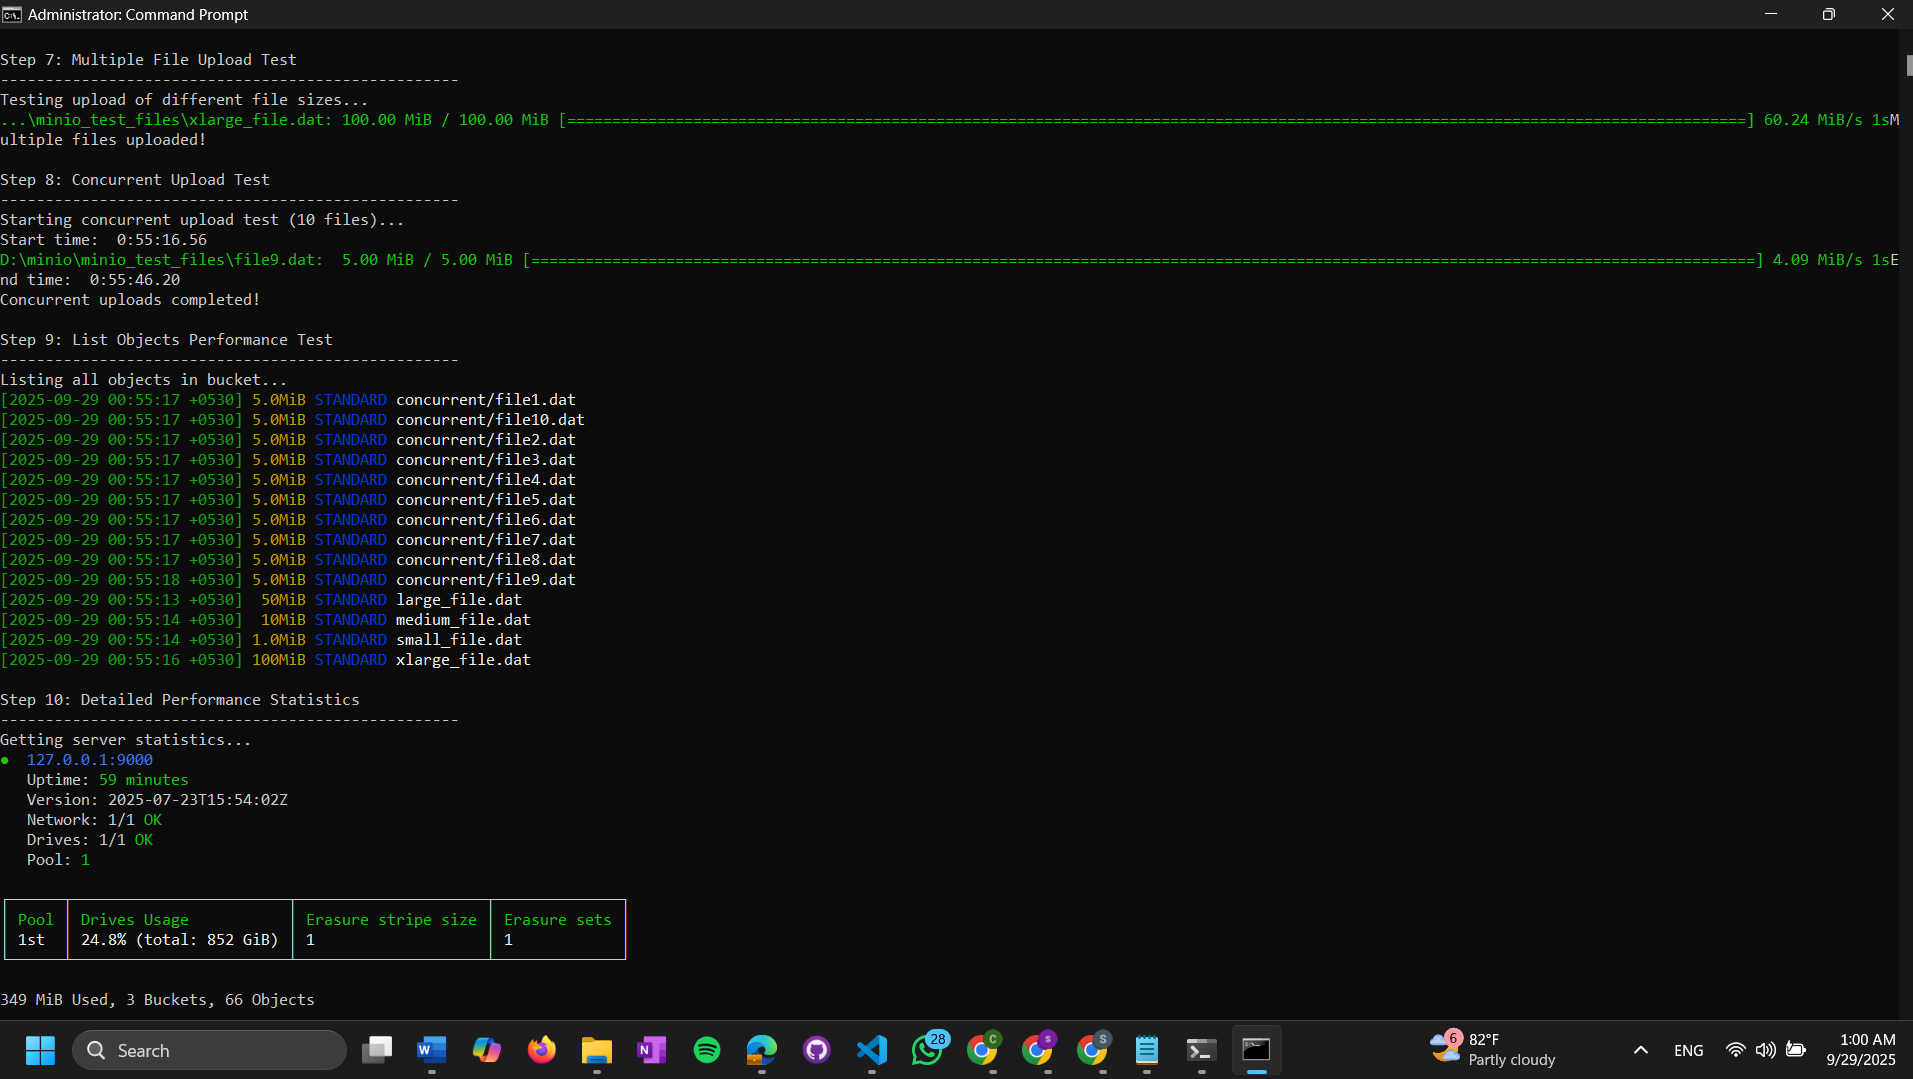 Administrator: Command Prompt
Step 7: Multiple File Upload Test
---------------------------------------------------
Testing upload of different file sizes...
...\minio_test_files\xlarge_file.dat: 100.00 MiB / 100.00 MiB [===================================================================================================================================] 60.24 MiB/s 1sM
ultiple files uploaded!
Step 8: Concurrent Upload Test
---------------------------------------------------
Starting concurrent upload test (10 files)...
Start time:  0:55:16.56
D:\minio\minio_test_files\file9.dat:  5.00 MiB / 5.00 MiB [========================================================================================================================================] 4.09 MiB/s 1sE
nd time:  0:55:46.20
Concurrent uploads completed!
Step 9: List Objects Performance Test
---------------------------------------------------
Listing all objects in bucket...
[2025-09-29 00:55:17 +0530] 5.0MiB STANDARD concurrent/file1.dat
[2025-09-29 00:55:17 +0530] 5.0MiB STANDARD concurrent/file10.dat
[2025-09-29 00:55:17 +0530] 5.0MiB STANDARD concurrent/file2.dat
[2025-09-29 00:55:17 +0530] 5.0MiB STANDARD concurrent/file3.dat
[2025-09-29 00:55:17 +0530] 5.0MiB STANDARD concurrent/file4.dat
[2025-09-29 00:55:17 +0530] 5.0MiB STANDARD concurrent/file5.dat
[2025-09-29 00:55:17 +0530] 5.0MiB STANDARD concurrent/file6.dat
[2025-09-29 00:55:17 +0530] 5.0MiB STANDARD concurrent/file7.dat
[2025-09-29 00:55:17 +0530] 5.0MiB STANDARD concurrent/file8.dat
[2025-09-29 00:55:18 +0530] 5.0MiB STANDARD concurrent/file9.dat
[2025-09-29 00:55:13 +0530]  50MiB STANDARD large_file.dat
[2025-09-29 00:55:14 +0530]  10MiB STANDARD medium_file.dat
[2025-09-29 00:55:14 +0530] 1.0MiB STANDARD small_file.dat
[2025-09-29 00:55:16 +0530] 100MiB STANDARD xlarge_file.dat
Step 10: Detailed Performance Statistics
---------------------------------------------------
Getting server statistics...
●  127.0.0.1:9000
Uptime: 59 minutes
Version: 2025-07-23T15:54:02Z
Network: 1/1 OK
Drives: 1/1 OK
Pool: 1
Pool Drives Usage Erasure stripe size Erasure sets
1st 24.8% (total: 852 GiB) 1 1
349 MiB Used, 3 Buckets, 66 Objects
Search
28
C
s
S
6
82°F
Partly cloudy
ENG
1:00 AM
9/29/2025